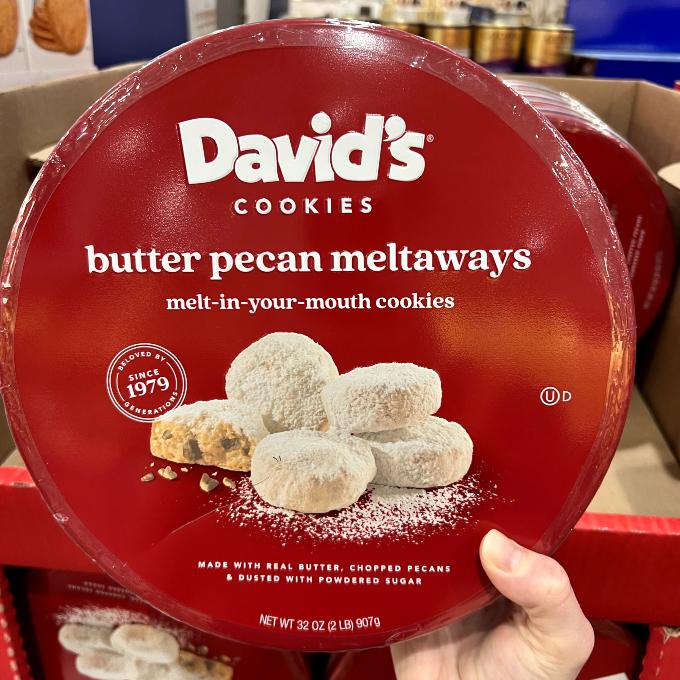 David's®
COOKIES
butter pecan meltaways
melt-in-your-mouth cookies
BELOVED BY
SINCE
1979
GENERATIONS
U D
MADE WITH REAL BUTTER, CHOPPED PECANS
& DUSTED WITH POWDERED SUGAR
NET WT 32 OZ (2 LB) 907g